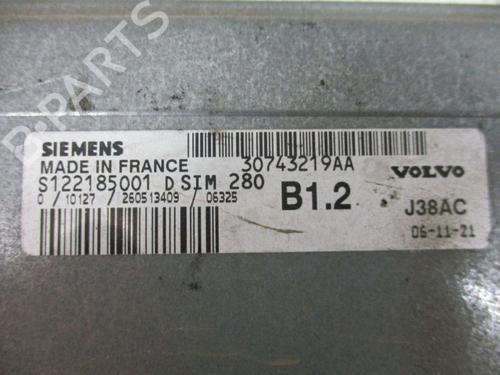 B-PARTS
SIEMENS
MADE IN FRANCE
30743219AA
VOLVO
S122185001 D SIM 280
B1.2
J38AC
0 / 10127 / 260513409 / 06325
06-11-21